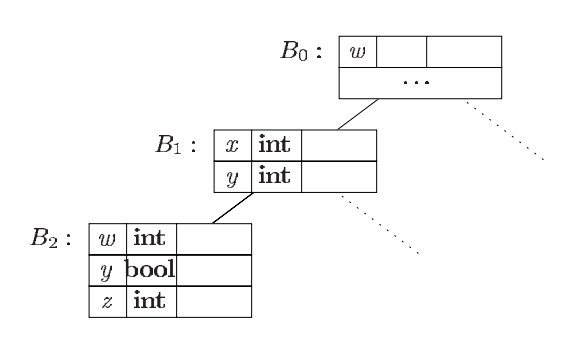 B₀ : w
⋯
B₁ : x int
y int
B₂ : w int
y bool
z int